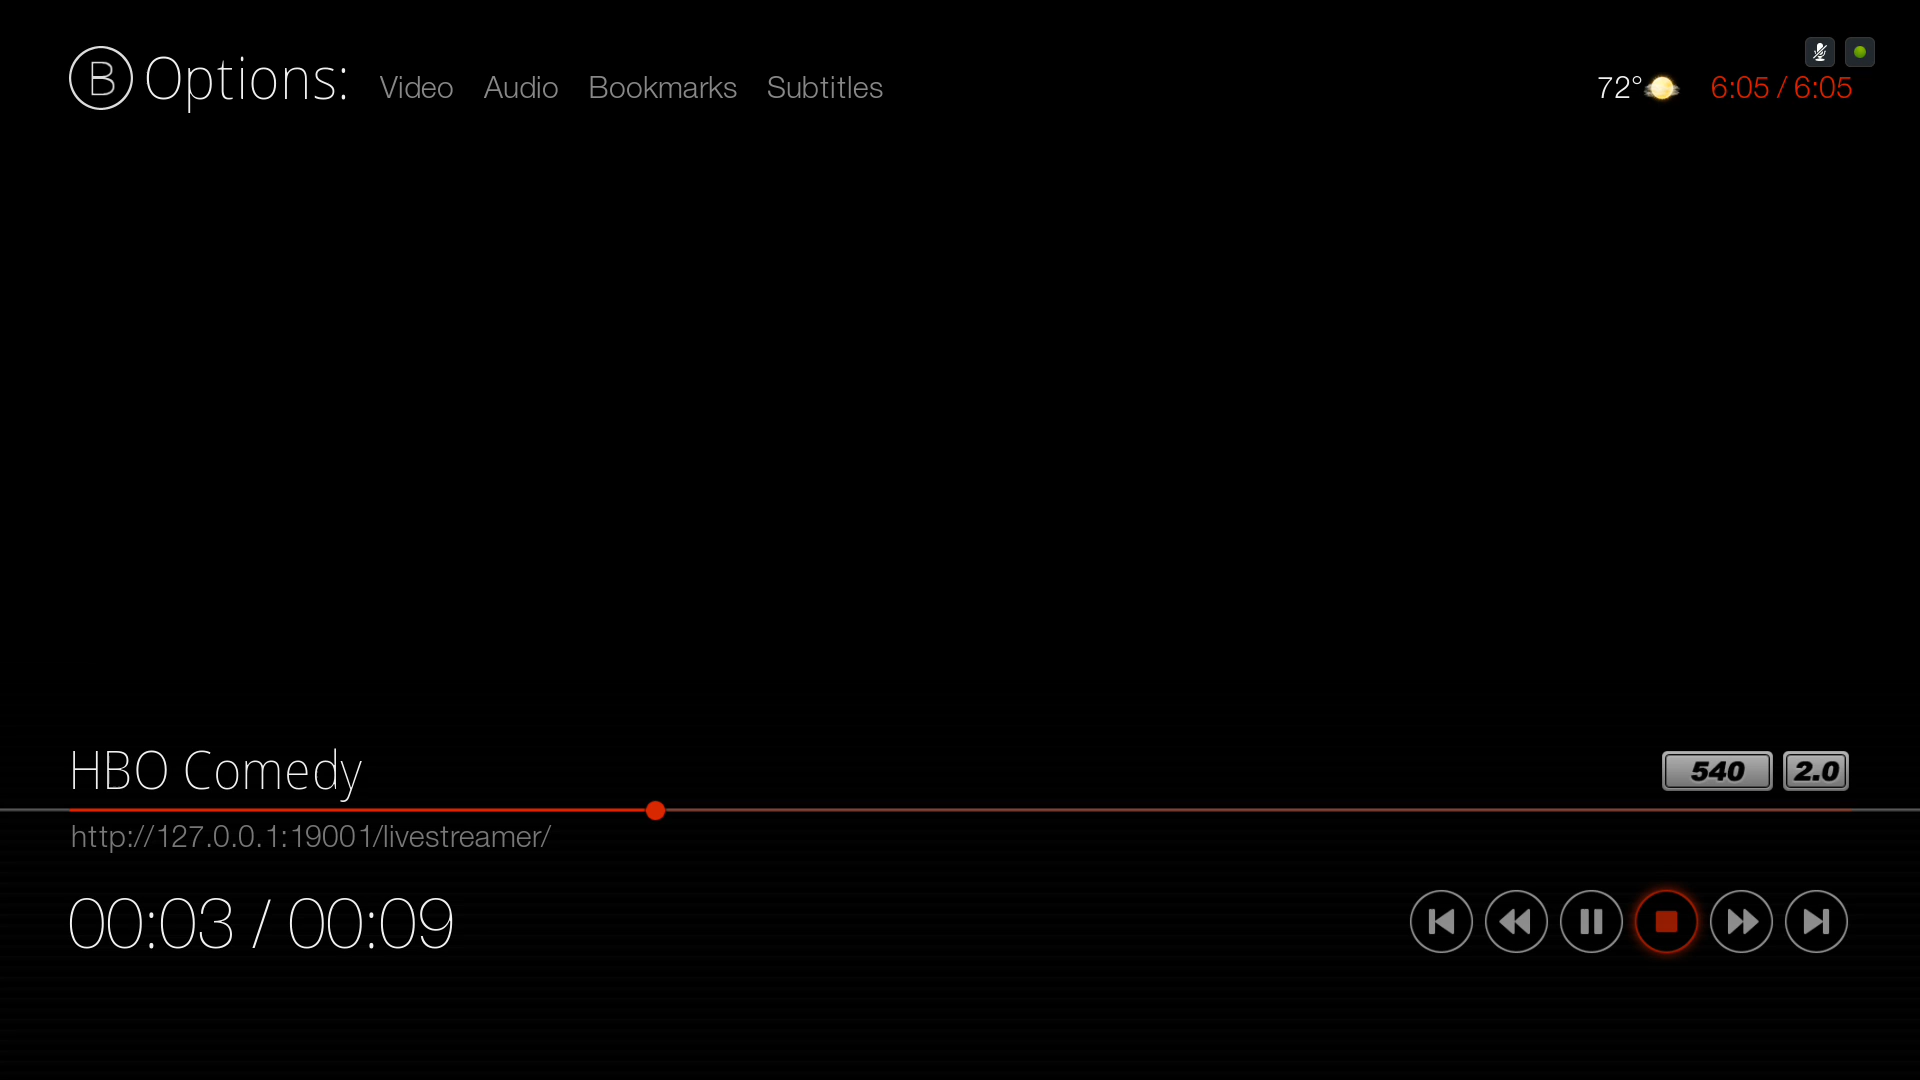 B Options: Video Audio Bookmarks Subtitles
72° 6:05 / 6:05
HBO Comedy
540 2.0
http://127.0.0.1:19001/livestreamer/
00:03 / 00:09